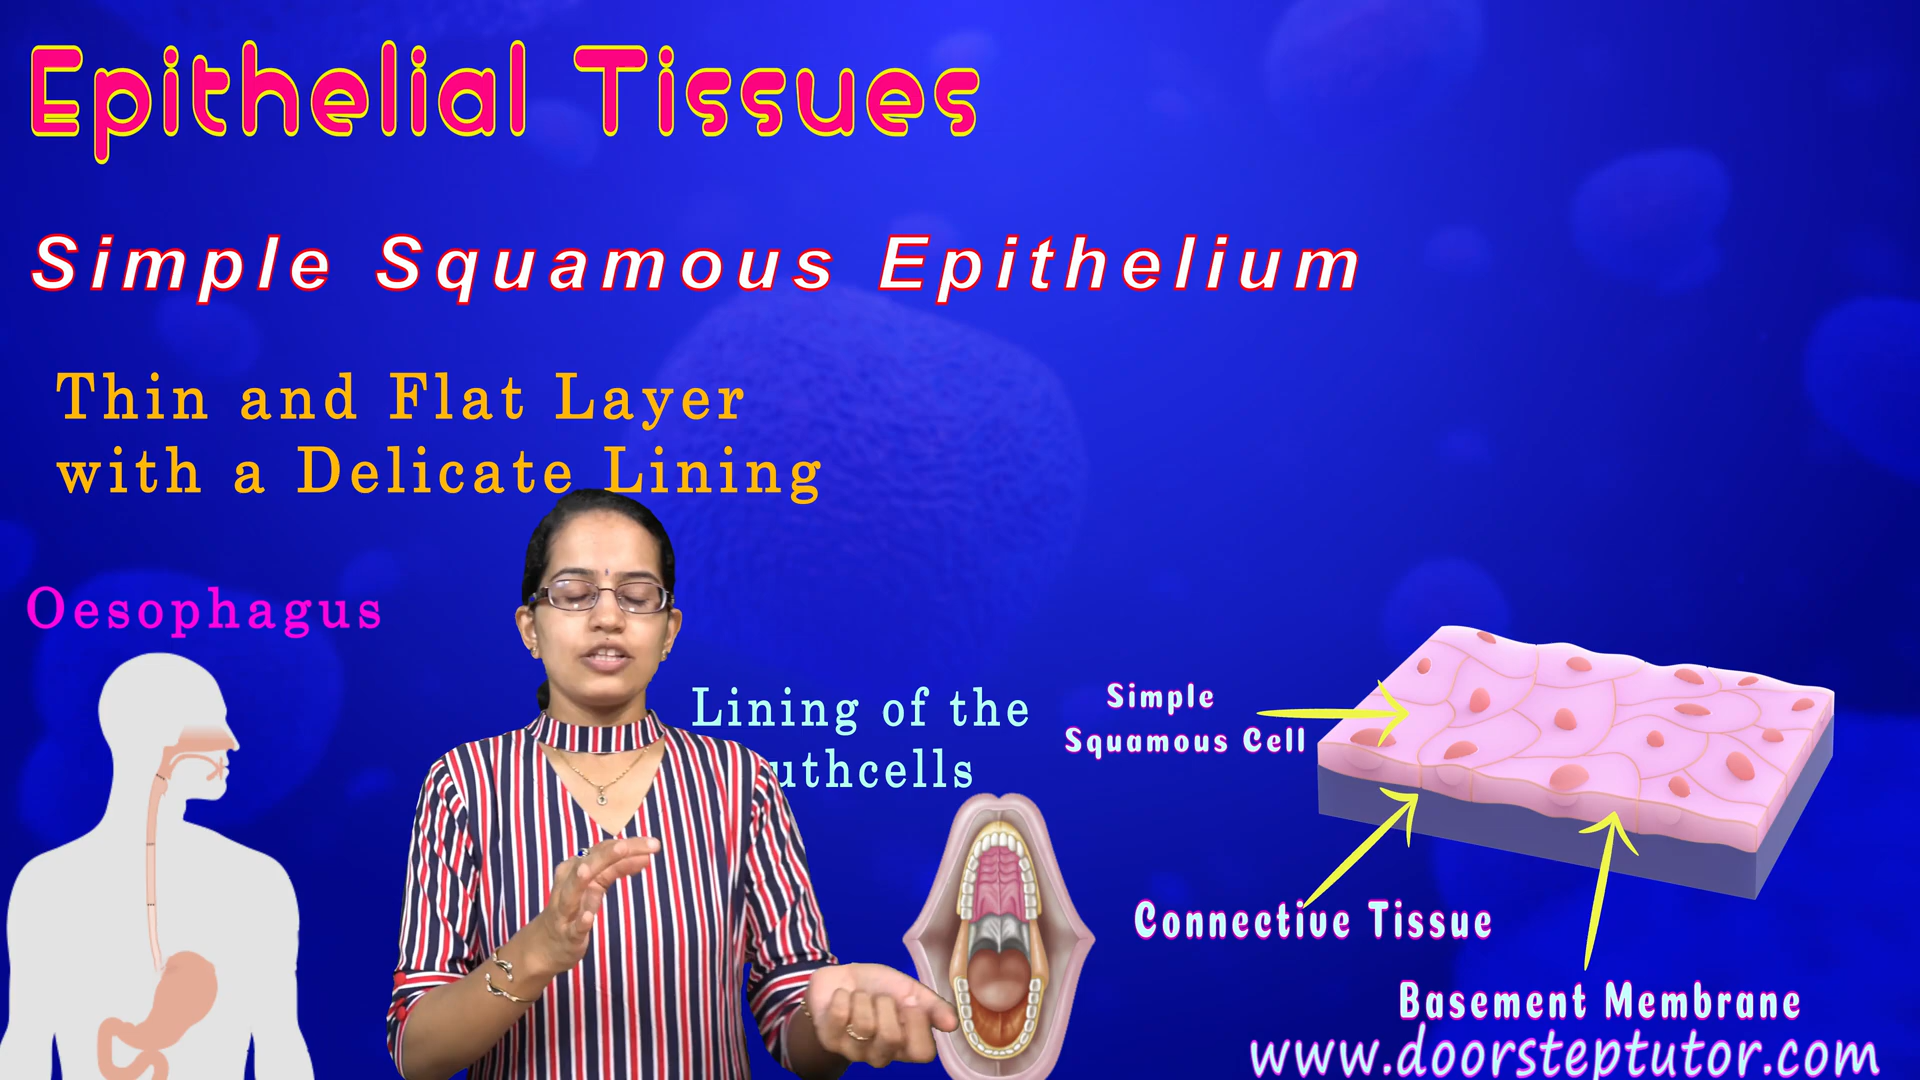 Epithelial Tissues
Simple Squamous Epithelium
Thin and Flat Layer
with a Delicate Lining
Oesophagus
Lining of the
uthcells
Simple
Squamous Cell
Connective Tissue
Basement Membrane
www.doorsteptutor.com